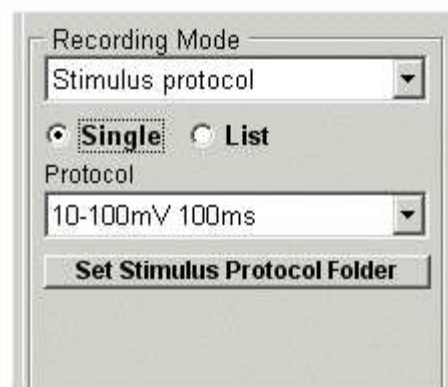 Recording Mode
Stimulus protocol
Single List
Protocol
10-100mV 100ms
Set Stimulus Protocol Folder